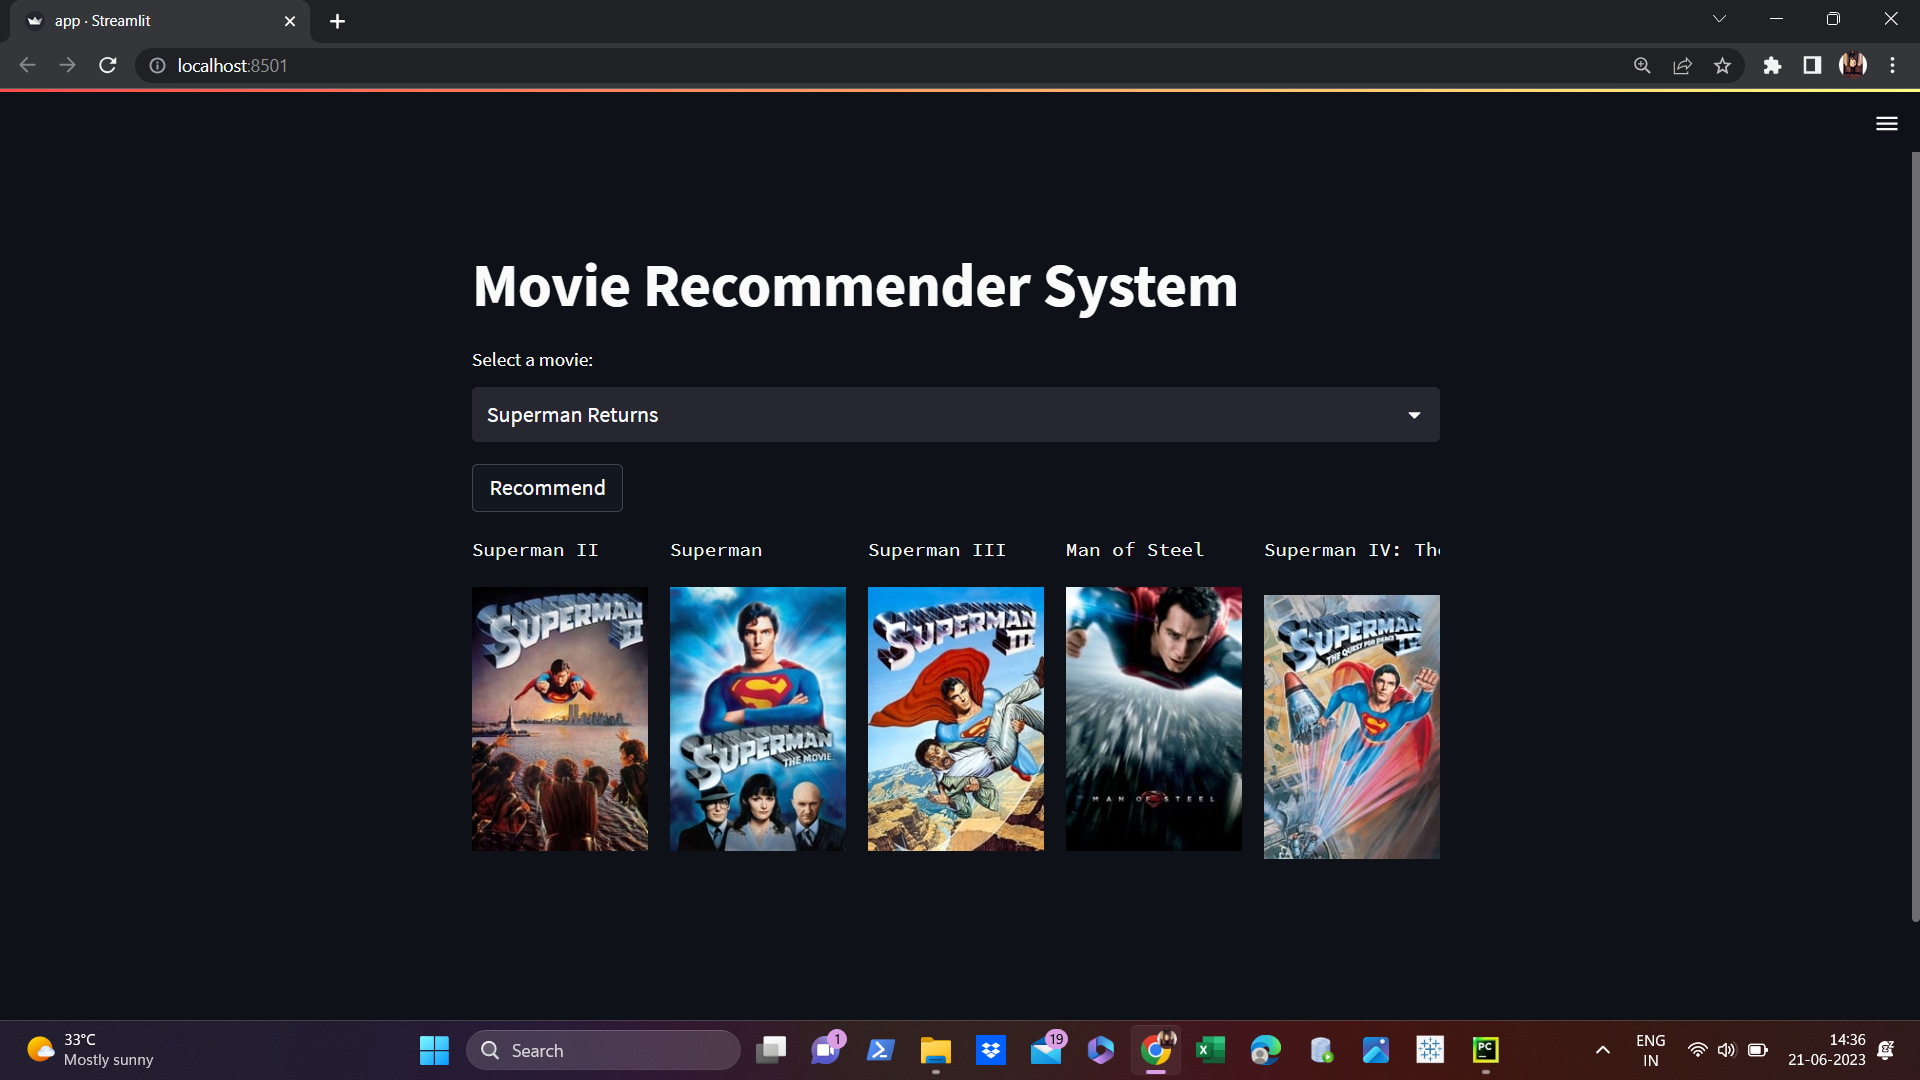 app · Streamlit
localhost:8501
Movie Recommender System
Select a movie:
Superman Returns
Recommend
Superman II
Superman
Superman III
Man of Steel
Superman IV: The
SUPERMAN II
SUPERMAN
THE MOVIE
SUPERMAN III
MAN OF STEEL
SUPERMAN IV
THE QUEST FOR PEACE
33°C
Mostly sunny
Search
1
19
PC
ENG
IN
14:36
21-06-2023